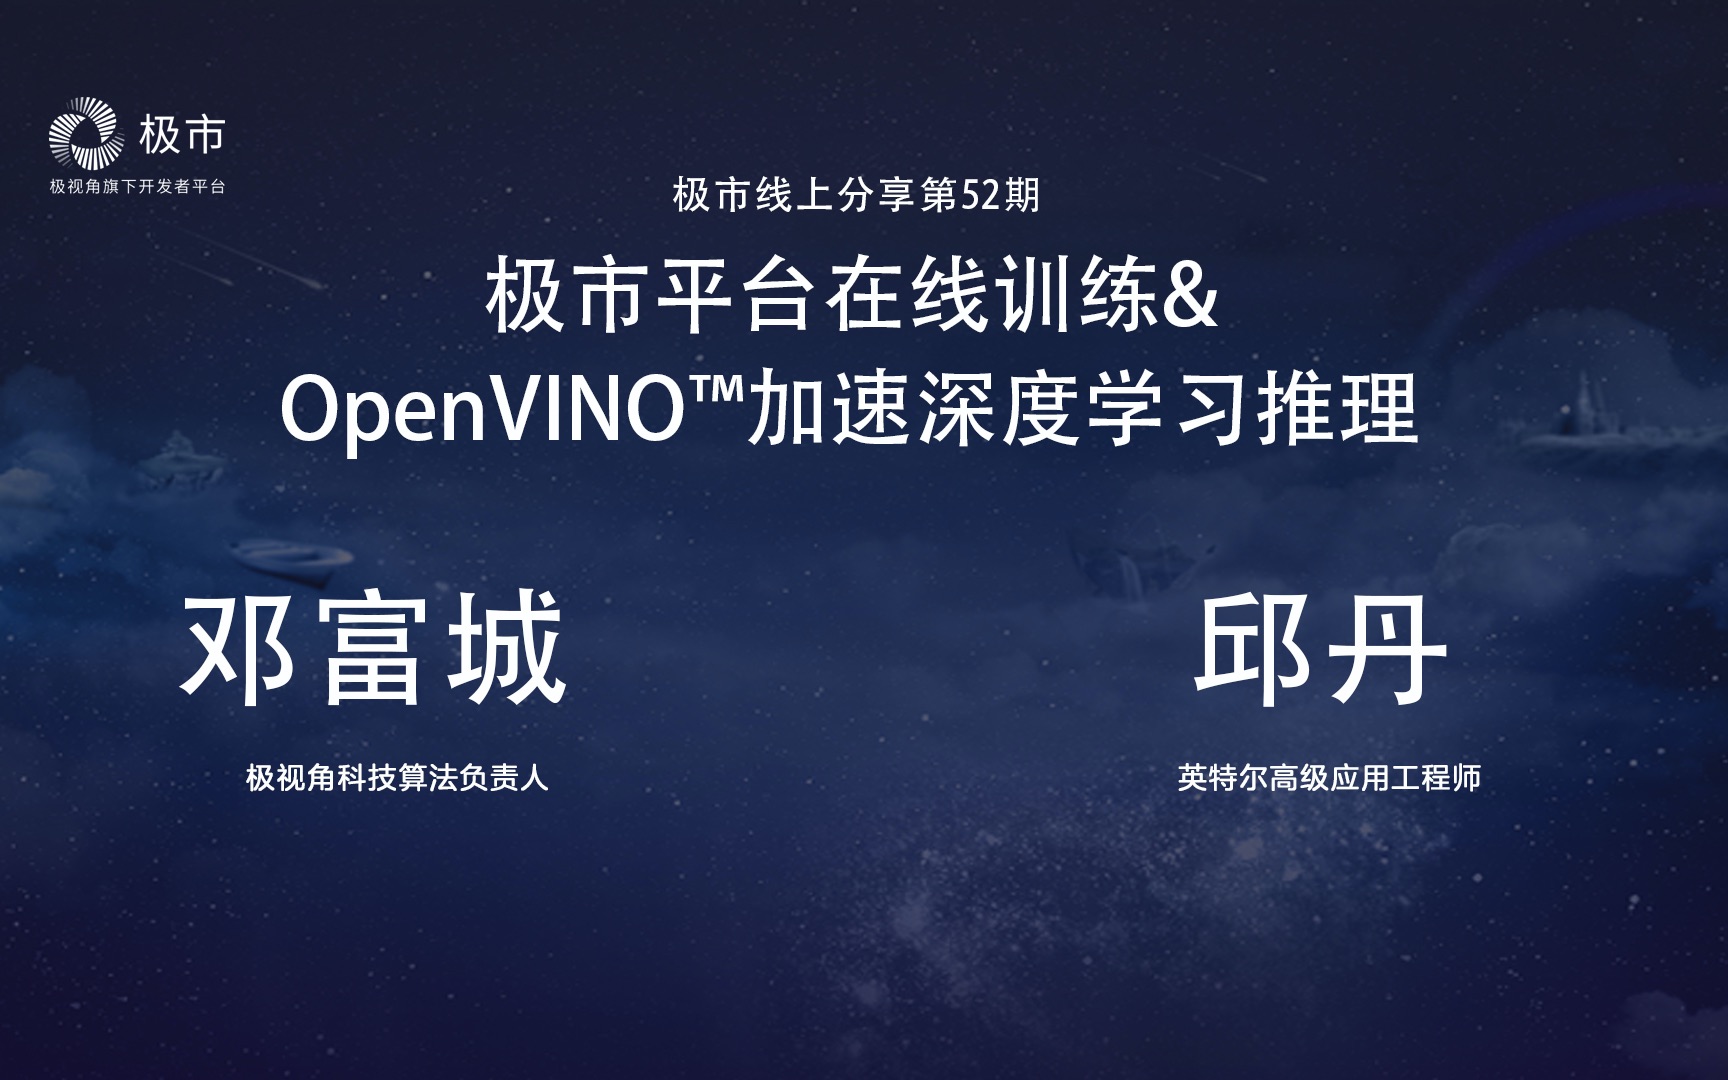 极市
极视角旗下开发者平台
极市线上分享第52期
极市平台在线训练&
OpenVINO™加速深度学习推理
邓富城
邱丹
极视角科技算法负责人
英特尔高级应用工程师